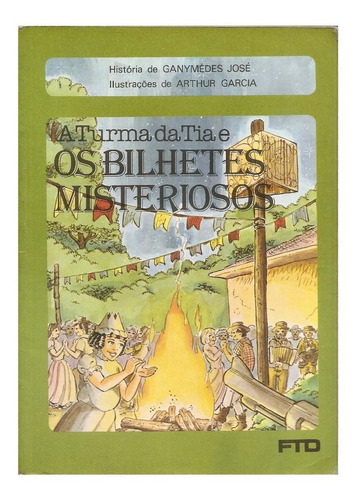 História de GANYMÉDES JOSÉ
Ilustrações de ARTHUR GARCIA
A Turma da Tia e
OS BILHETES
MISTERIOSOS
FTD